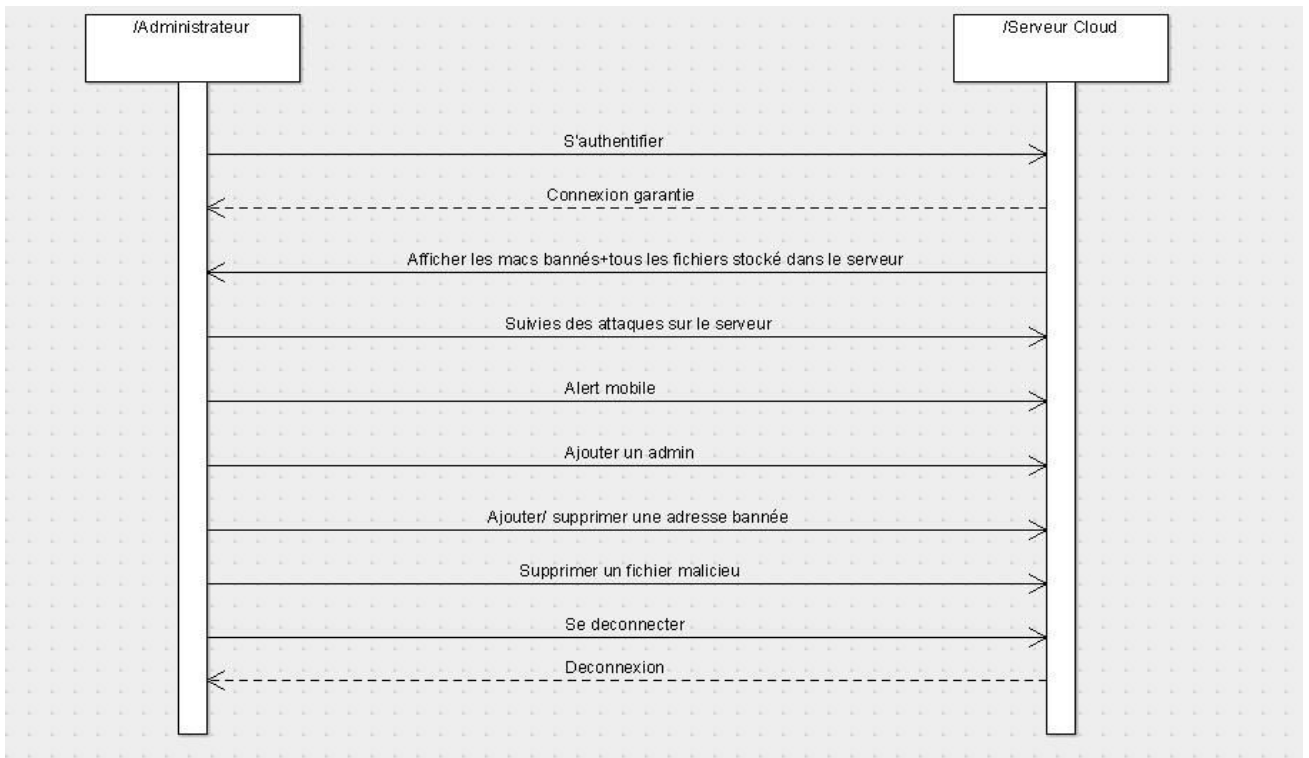 /Administrateur
/Serveur Cloud
S'authentifier
Connexion garantie
Afficher les macs bannés+tous les fichiers stocké dans le serveur
Suivies des attaques sur le serveur
Alert mobile
Ajouter un admin
Ajouter/ supprimer une adresse bannée
Supprimer un fichier malicieu
Se deconnecter
Deconnexion